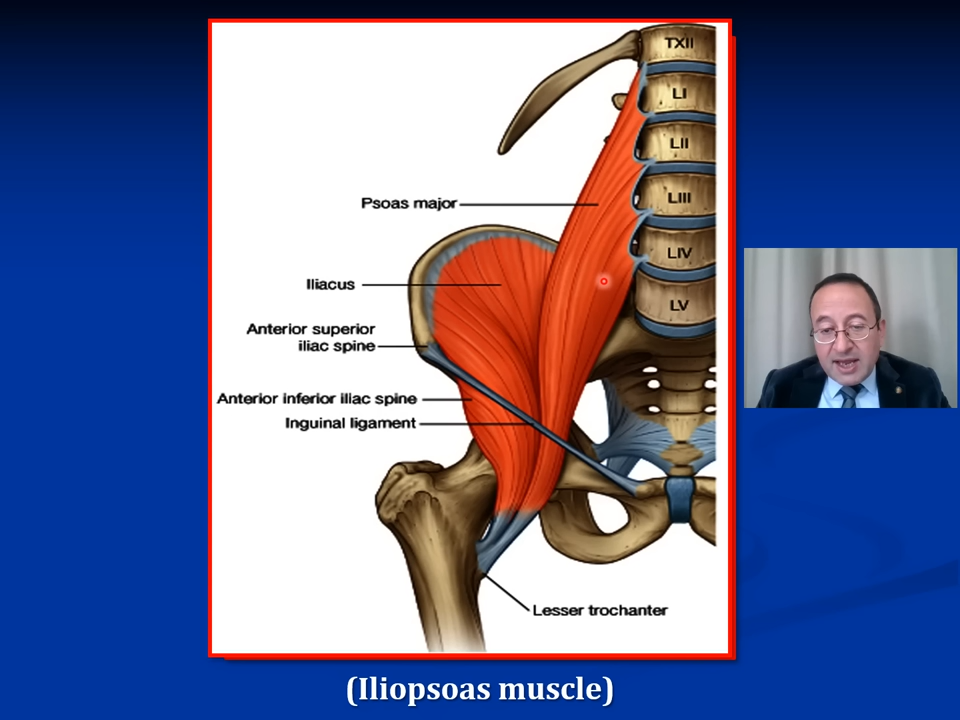 TXII
LI
LII
Psoas major
LIII
LIV
Iliacus
LV
Anterior superior
iliac spine
Anterior inferior iliac spine
Inguinal ligament
Lesser trochanter
(Iliopsoas muscle)